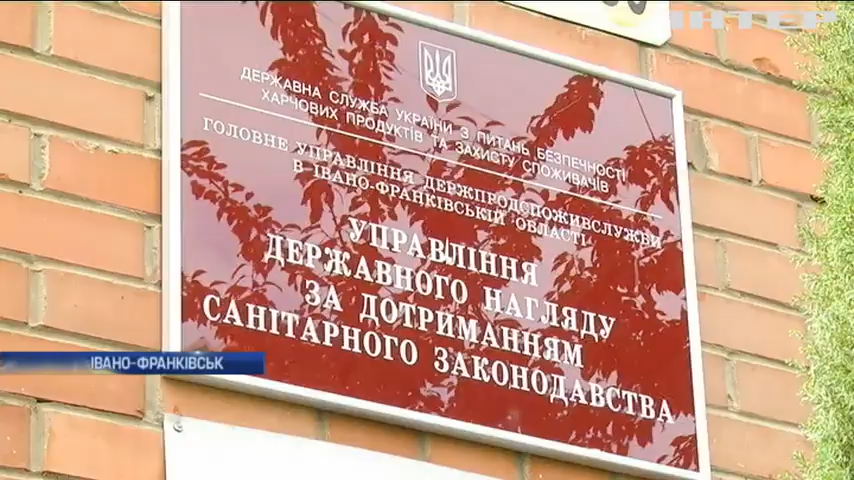 ІНТЕР
ДЕРЖАВНА СЛУЖБА УКРАЇНИ З ПИТАНЬ БЕЗПЕЧНОСТІ
ХАРЧОВИХ ПРОДУКТІВ ТА ЗАХИСТУ СПОЖИВАЧІВ
ГОЛОВНЕ УПРАВЛІННЯ ДЕРЖПРОДСПОЖИВСЛУЖБИ
В ІВАНО-ФРАНКІВСЬКІЙ ОБЛАСТІ
УПРАВЛІННЯ
ДЕРЖАВНОГО НАГЛЯДУ
ЗА ДОТРИМАННЯМ
САНІТАРНОГО ЗАКОНОДАВСТВА
ІВАНО-ФРАНКІВСЬК